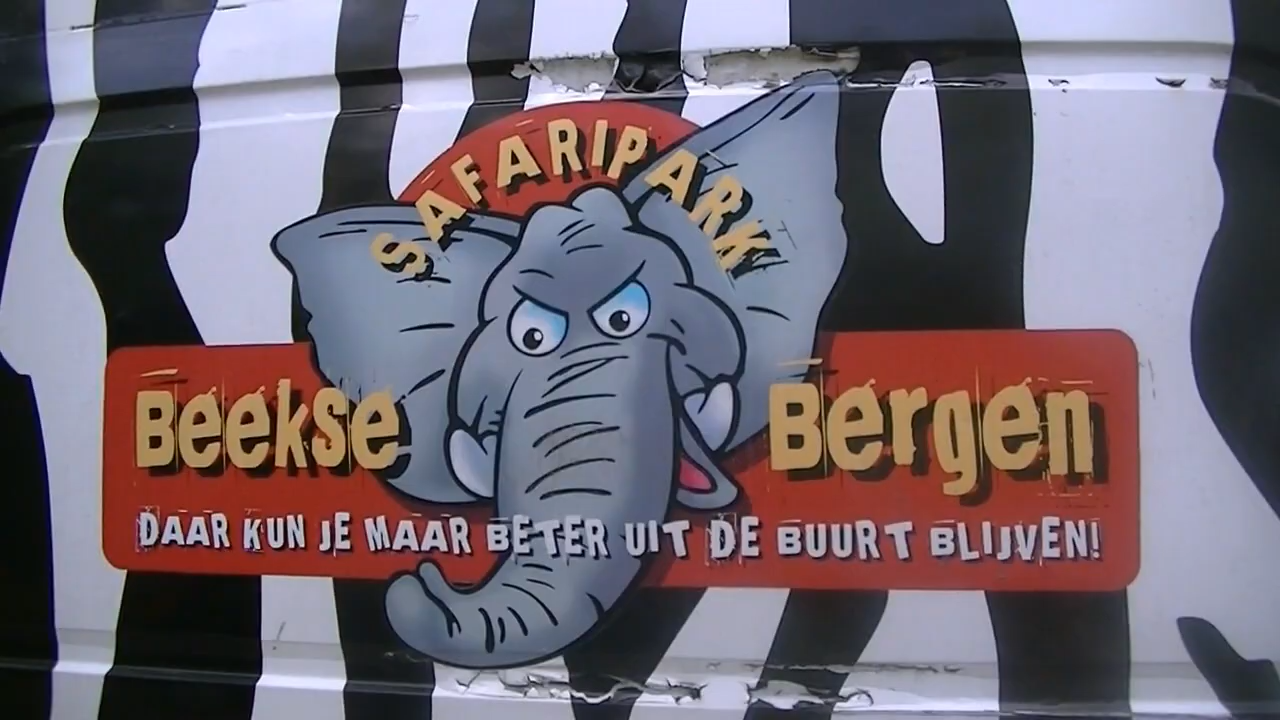 SAFARIPARK
Beekse Bergen
DAAR KUN JE MAAR BETER UIT DE BUURT BLIJVEN!